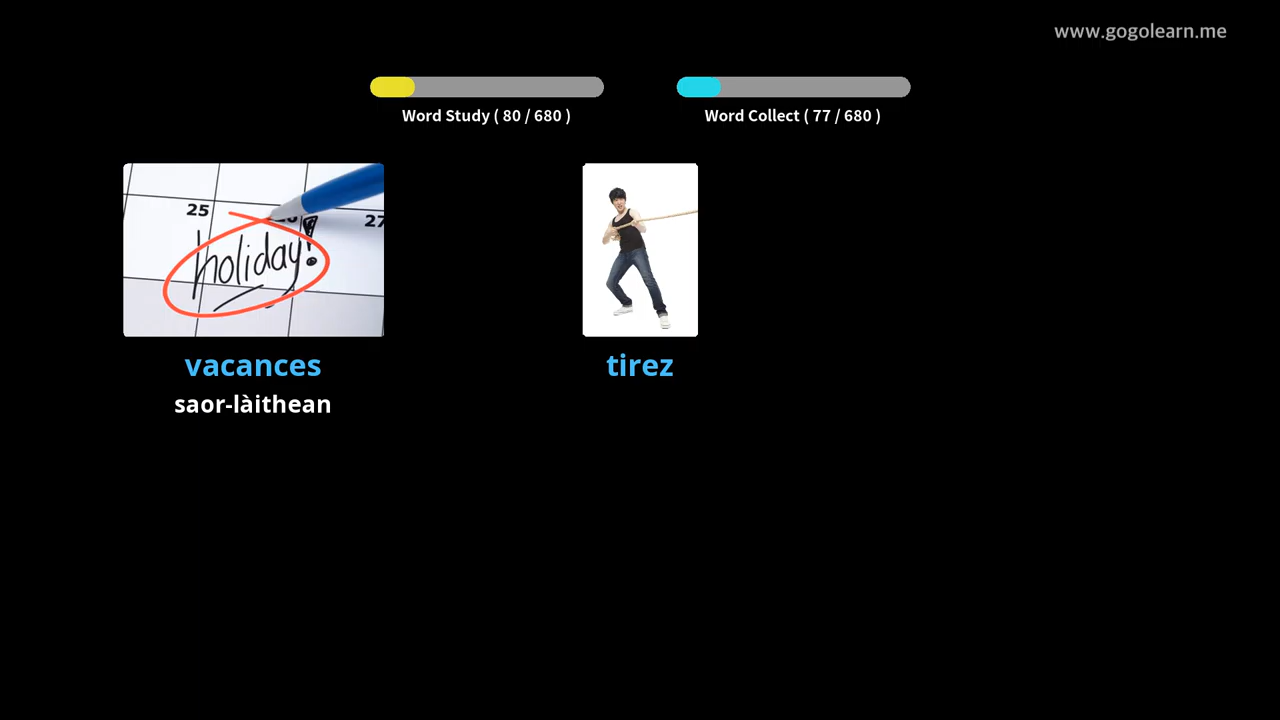 www.gogolearn.me
Word Study ( 80 / 680 )
Word Collect ( 77 / 680 )
25
27
holiday!
vacances
tirez
saor-làithean